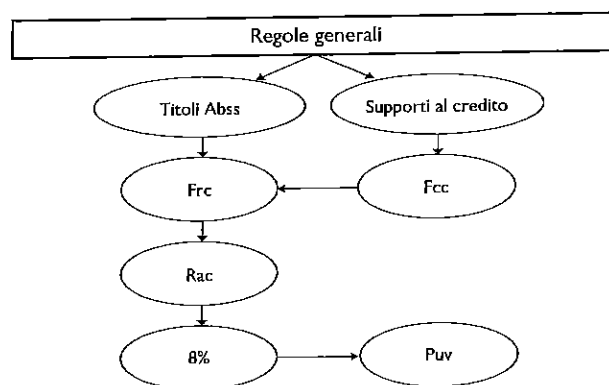 Regole generali
Titoli Abss
Supporti al credito
Frc
Fcc
Rac
8%
Puv